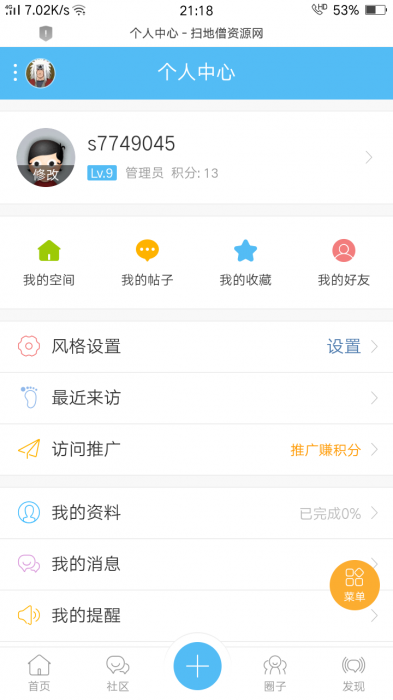 4G 7.02K/s 21:18 HD 53%
个人中心 - 扫地僧资源网
个人中心
s7749045
修改 Lv.9 管理员 积分: 13
我的空间 我的帖子 我的收藏 我的好友
风格设置 设置
最近来访
访问推广 推广赚积分
我的资料 已完成0%
我的消息
我的提醒
菜单
首页 社区 圈子 发现